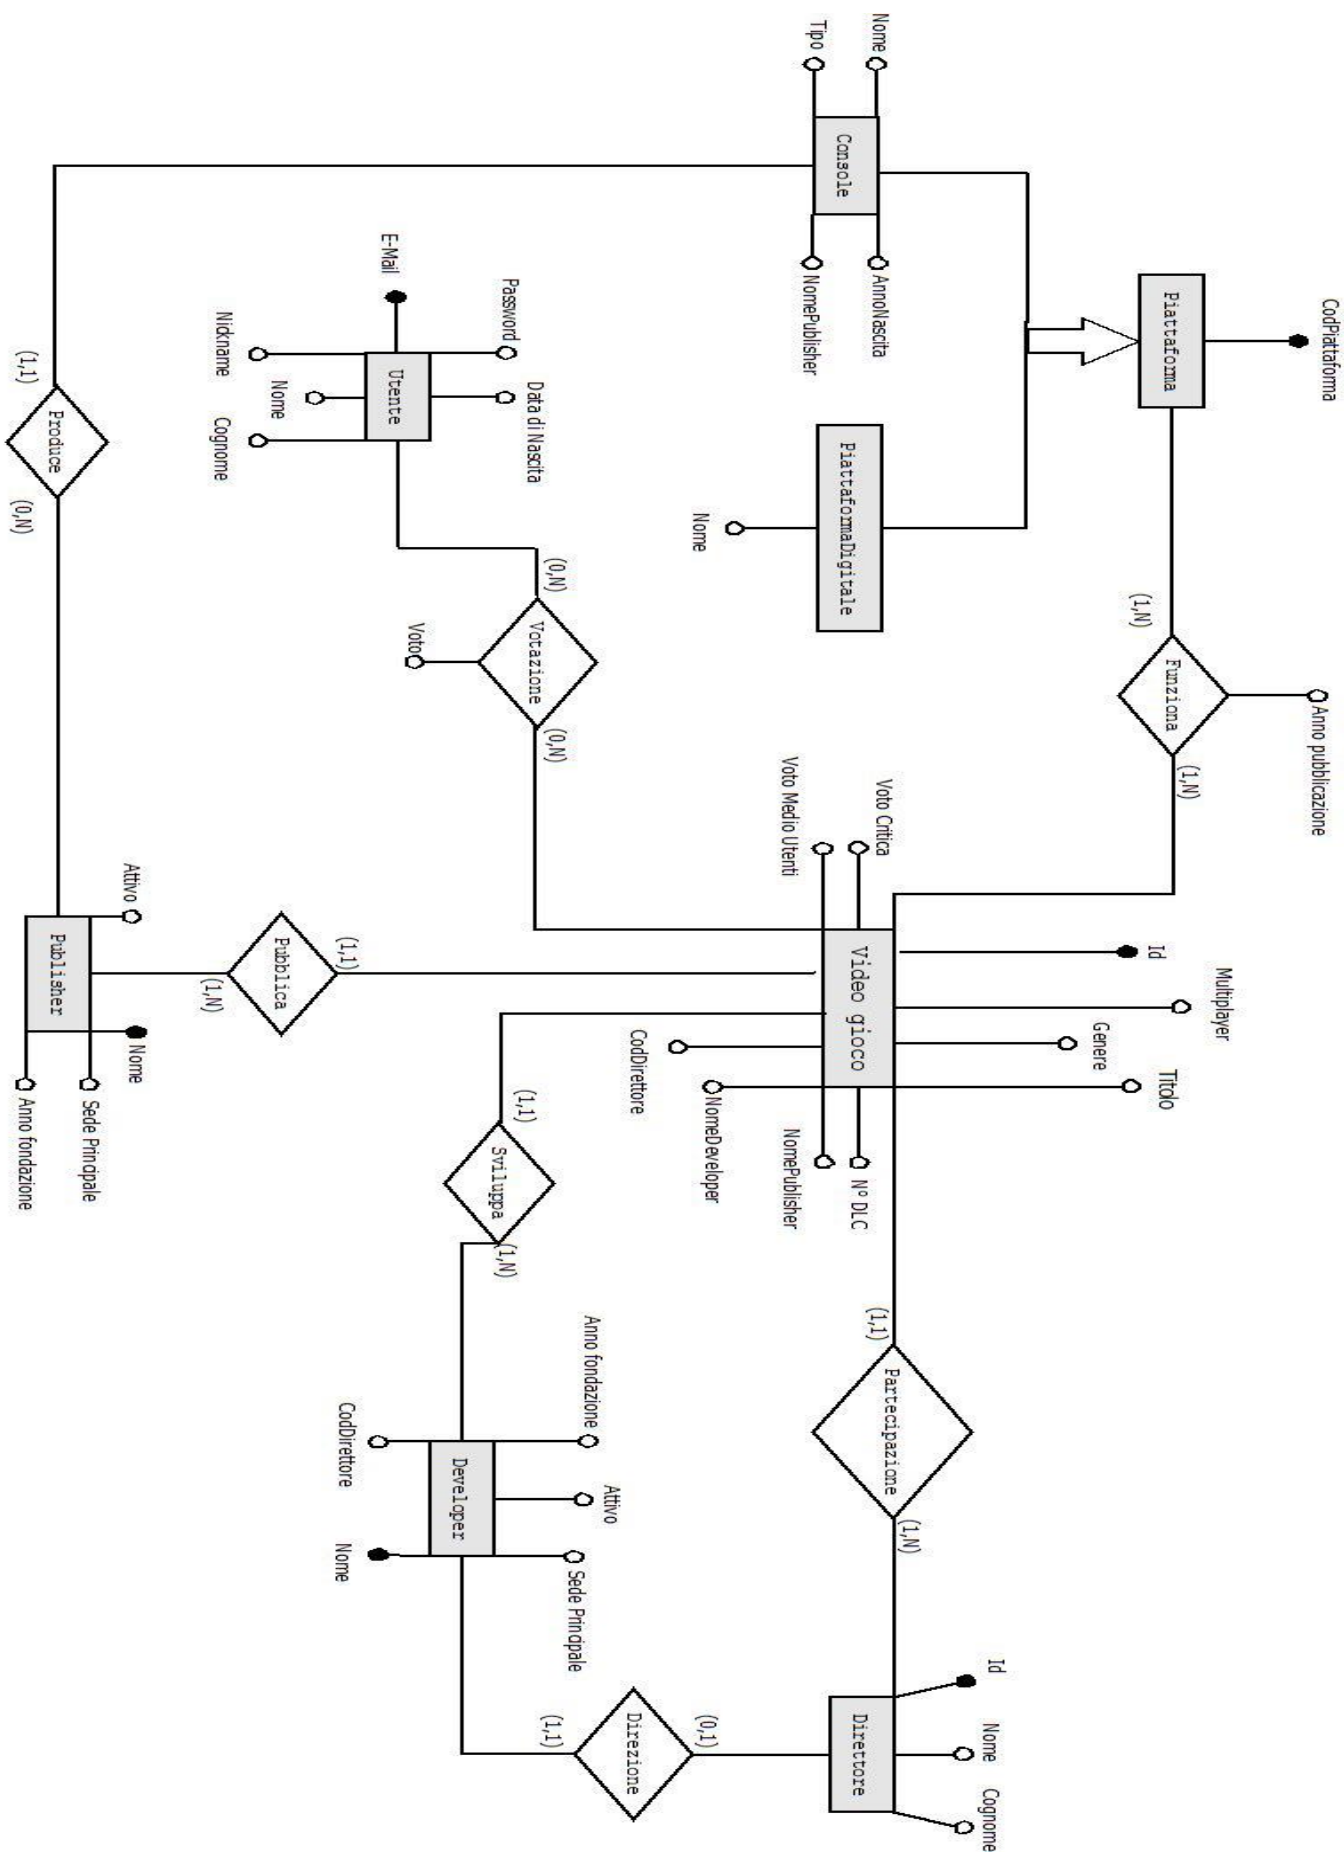 CodPiattaforma
Piattaforma
(1,N)
Funziona
Anno pubblicazione
(1,N)
Nome
Tipo
Console
AnnoNascita
NomePublisher
PiattaformaDigitale
Nome
Id
Multiplayer
Genere
Titolo
Voto Critica
Voto Medio Utenti
Video gioco
N° DLC
NomePublisher
NomeDeveloper
CodDirettore
(1,1)
Partecipazione
(1,N)
Id
Nome
Cognome
Direttore
(0,1)
Direzione
(1,1)
E-Mail
Password
Data di Nascita
Utente
Nickname
Nome
Cognome
(0,N)
Votazione
Voto
(0,N)
(1,1)
Sviluppa
(1,N)
Anno fondazione
Attivo
Sede Principale
Developer
CodDirettore
Nome
(1,1)
Pubblica
(1,N)
Attivo
Nome
Publisher
Sede Principale
Anno fondazione
(1,1)
Produce
(0,N)